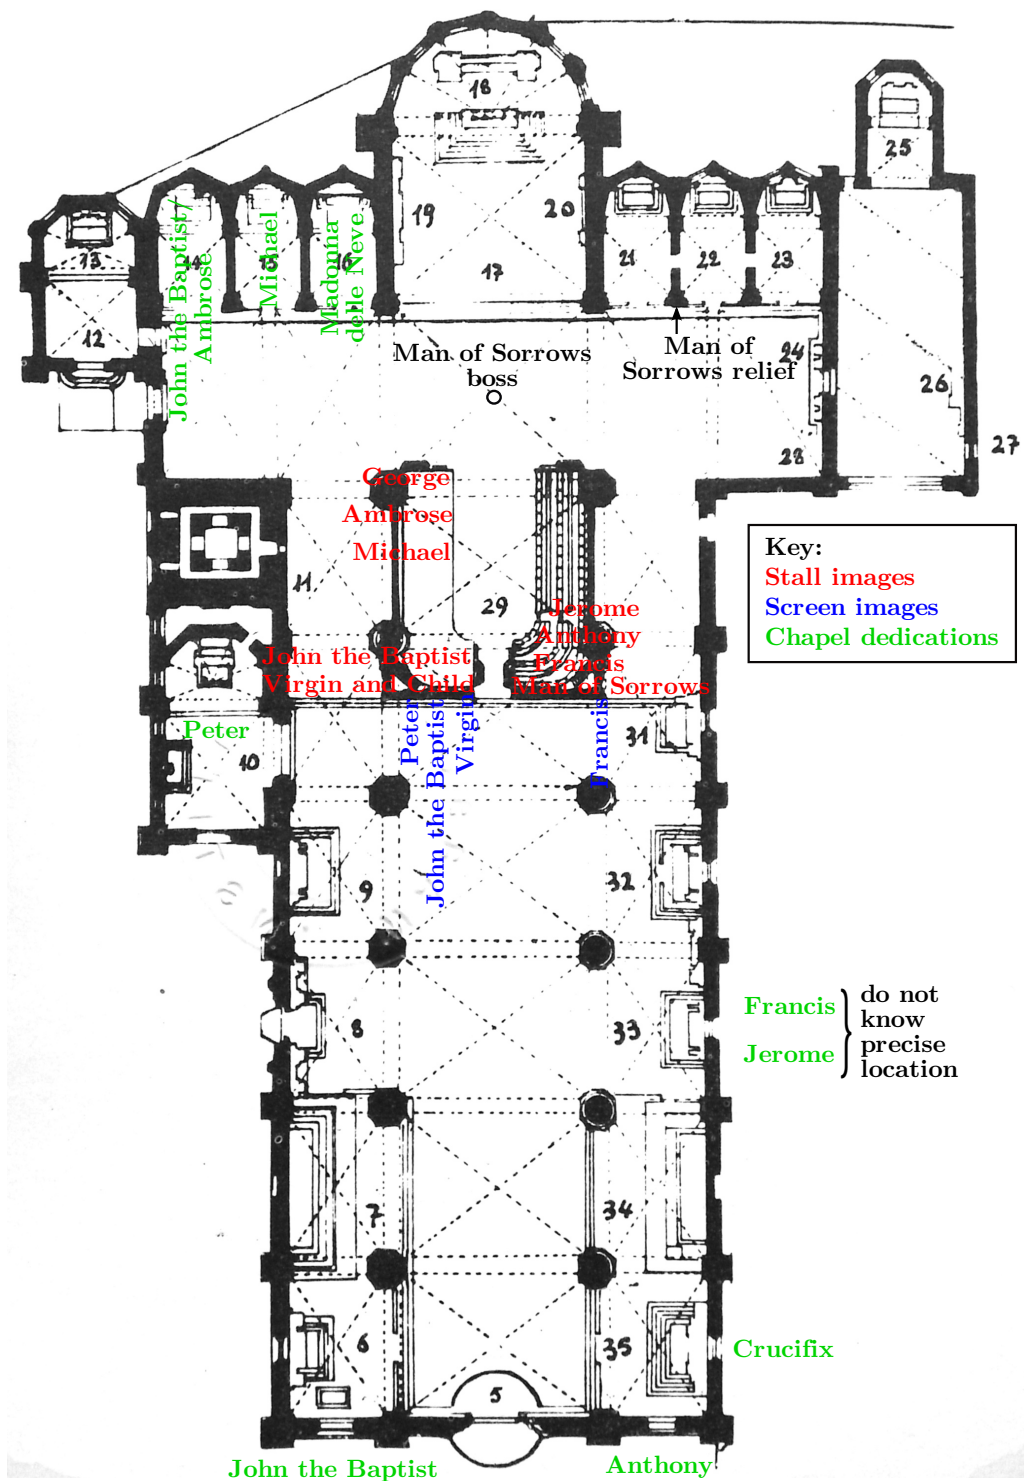 18
25
19
20
13
14
15
16
John the Baptist/
Ambrose
Michael
Madonna
delle Neve
17
21
22
23
12
Man of Sorrows
boss
Man of
Sorrows relief
24
26
27
28
George
Ambrose
Michael
11
29
Jerome
Anthony
Francis
Man of Sorrows
John the Baptist
Virgin and Child
Key:
Stall images
Screen images
Chapel dedications
Peter
John the Baptist
Virgin
Francis
Peter
10
31
9
32
8
33
Francis
Jerome
do not
know
precise
location
7
34
6
35
Crucifix
5
John the Baptist
Anthony